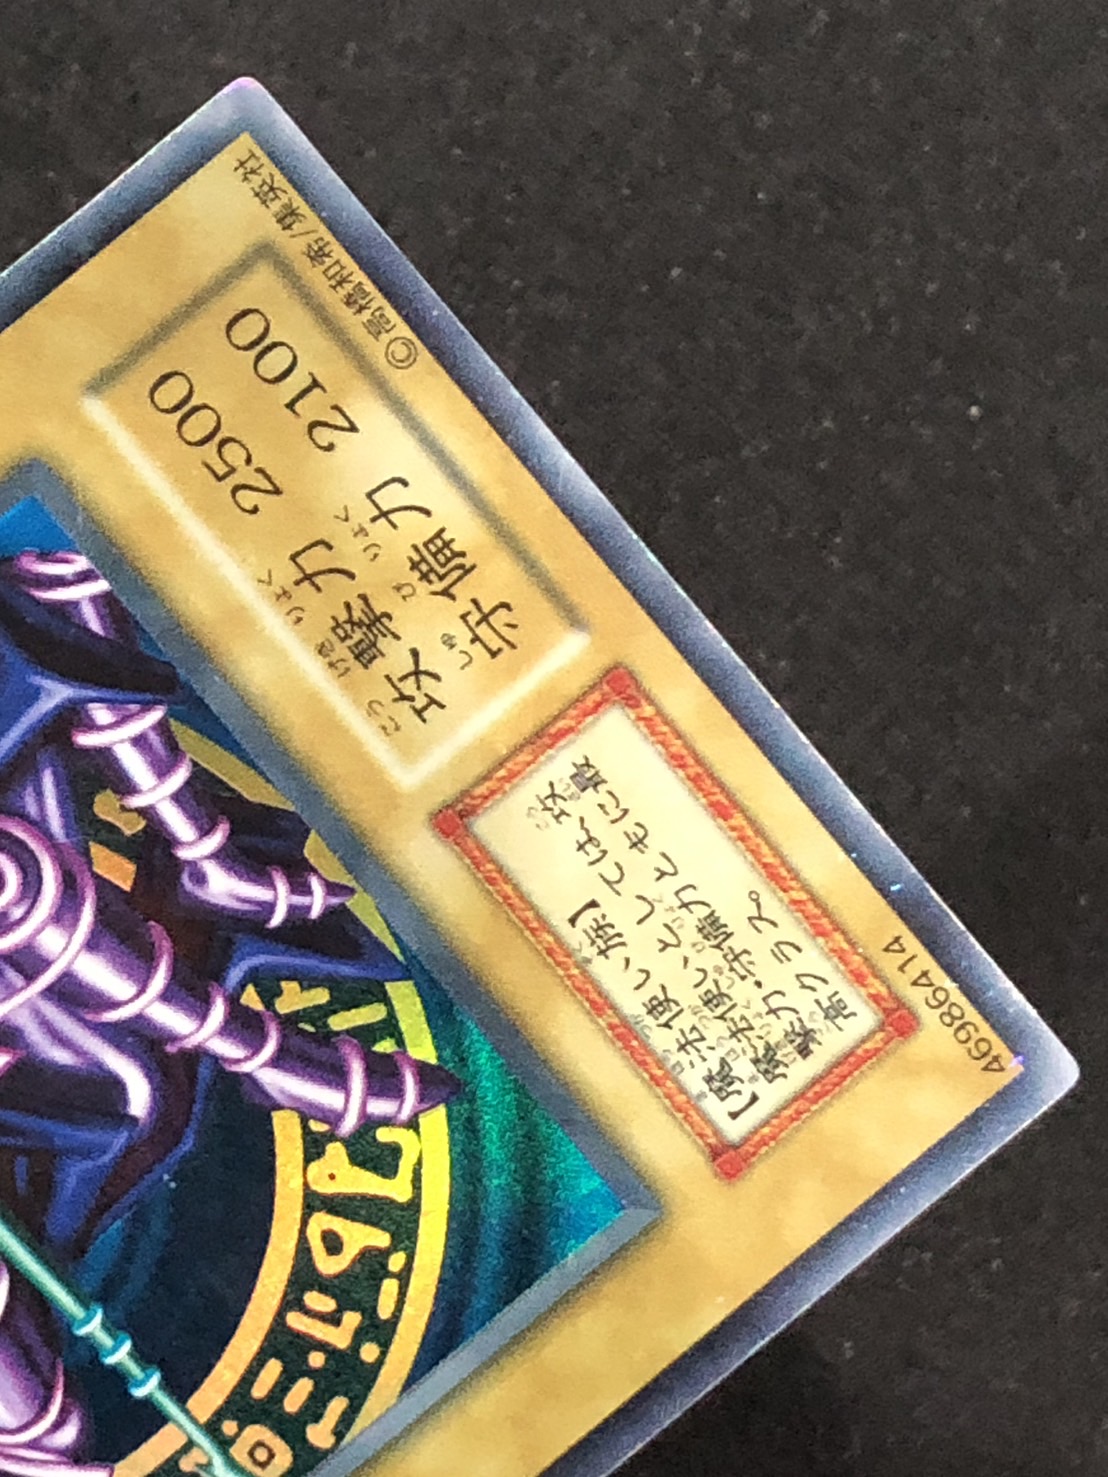 【魔法使い族】
魔法使いとしては、攻
撃力・守備力ともに最
高クラス。
攻撃力 2500
守備力 2100
46986414
©高橋和希/集英社